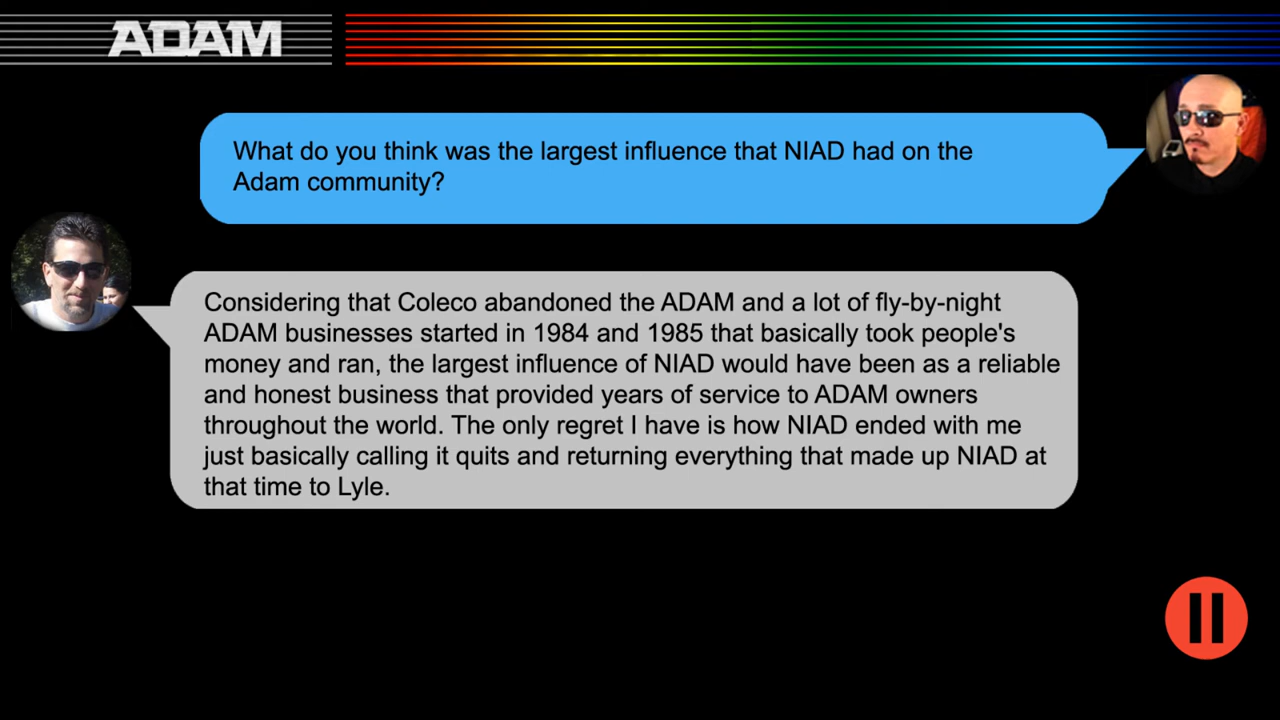 ADAM
What do you think was the largest influence that NIAD had on the
Adam community?
Considering that Coleco abandoned the ADAM and a lot of fly-by-night
ADAM businesses started in 1984 and 1985 that basically took people's
money and ran, the largest influence of NIAD would have been as a reliable
and honest business that provided years of service to ADAM owners
throughout the world. The only regret I have is how NIAD ended with me
just basically calling it quits and returning everything that made up NIAD at
that time to Lyle.